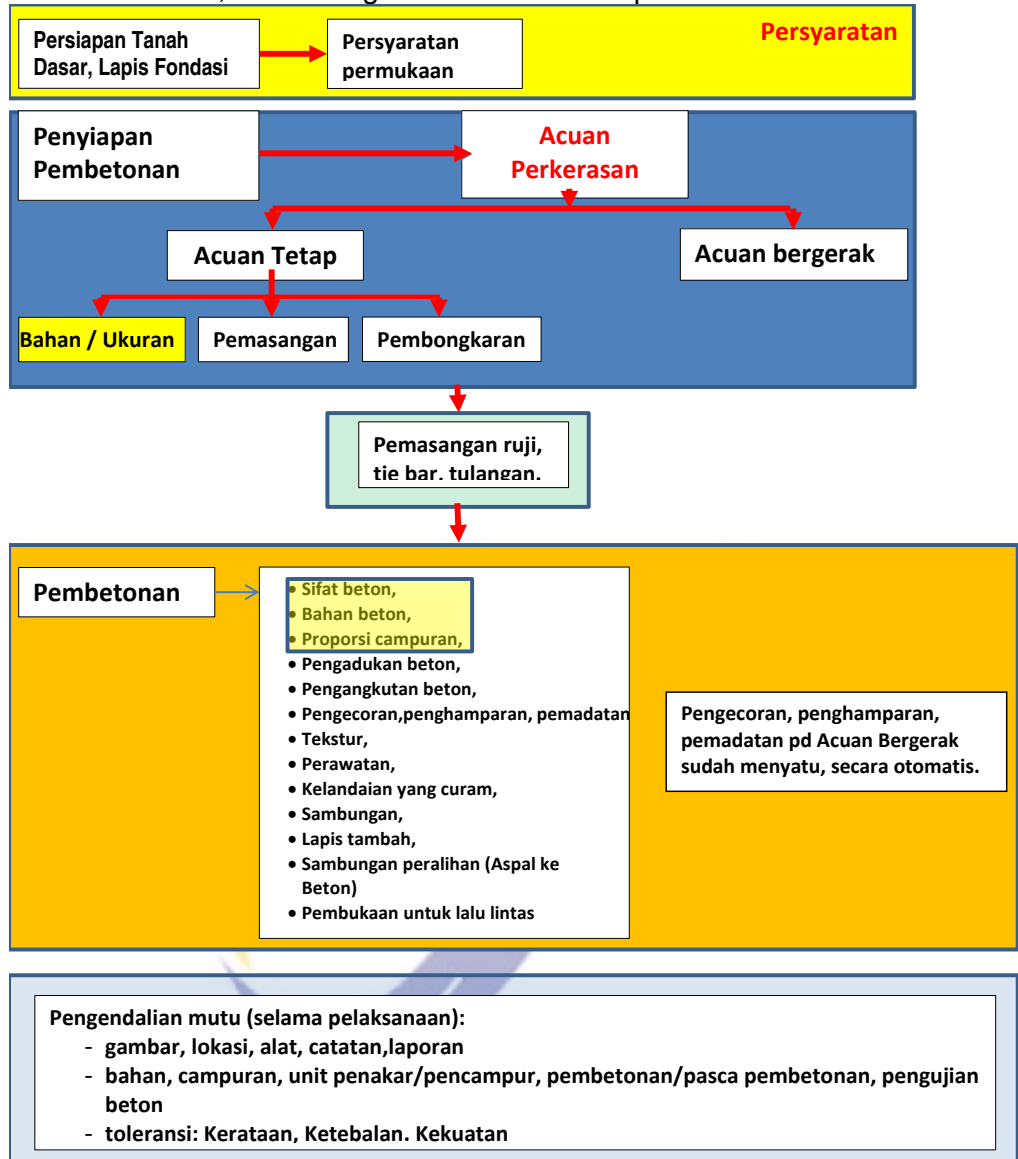 Persyaratan
Persiapan Tanah
Dasar, Lapis Fondasi
Persyaratan
permukaan
Penyiapan
Pembetonan
Acuan
Perkerasan
Acuan Tetap
Acuan bergerak
Bahan / Ukuran
Pemasangan
Pembongkaran
Pemasangan ruji,
tie bar, tulangan.
Pembetonan
• Sifat beton,
• Bahan beton,
• Proporsi campuran,
• Pengadukan beton,
• Pengangkutan beton,
• Pengecoran,penghamparan, pemadatan
• Tekstur,
• Perawatan,
• Kelandaian yang curam,
• Sambungan,
• Lapis tambah,
• Sambungan peralihan (Aspal ke
Beton)
• Pembukaan untuk lalu lintas
Pengecoran, penghamparan,
pemadatan pd Acuan Bergerak
sudah menyatu, secara otomatis.
Pengendalian mutu (selama pelaksanaan):
- gambar, lokasi, alat, catatan,laporan
- bahan, campuran, unit penakar/pencampur, pembetonan/pasca pembetonan, pengujian
beton
- toleransi: Kerataan, Ketebalan. Kekuatan